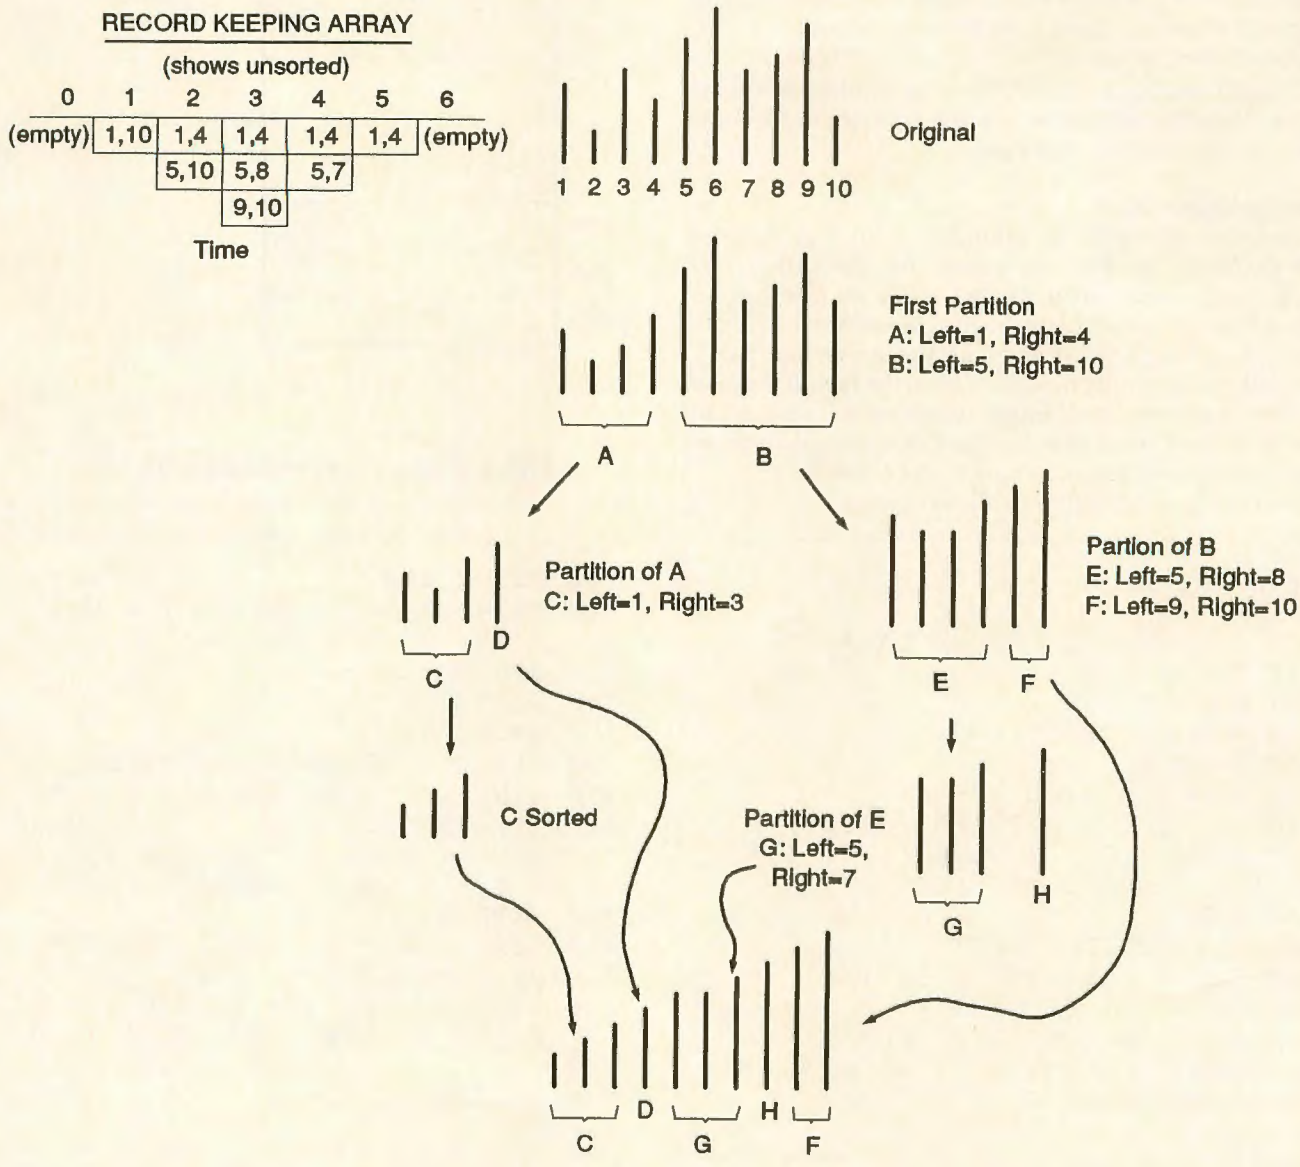 RECORD KEEPING ARRAY
(shows unsorted)
0 1 2 3 4 5 6
(empty) 1,10 1,4 1,4 1,4 1,4 (empty)
5,10 5,8 5,7
9,10
Time
Original
1 2 3 4 5 6 7 8 9 10
First Partition
A: Left=1, Right=4
B: Left=5, Right=10
A B
Partition of A
C: Left=1, Right=3
D
C
Partion of B
E: Left=5, Right=8
F: Left=9, Right=10
E F
C Sorted
Partition of E
G: Left=5,
Right=7
G
H
C D G H F